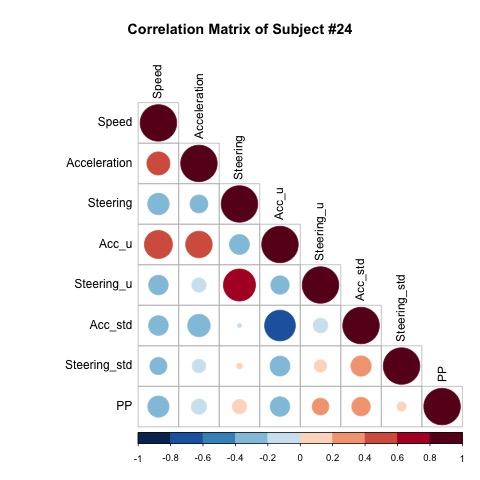 Correlation Matrix of Subject #24
Speed
Acceleration
Steering
Acc_u
Steering_u
Acc_std
Steering_std
PP
Speed
Acceleration
Steering
Acc_u
Steering_u
Acc_std
Steering_std
PP
-1 -0.8 -0.6 -0.4 -0.2 0 0.2 0.4 0.6 0.8 1